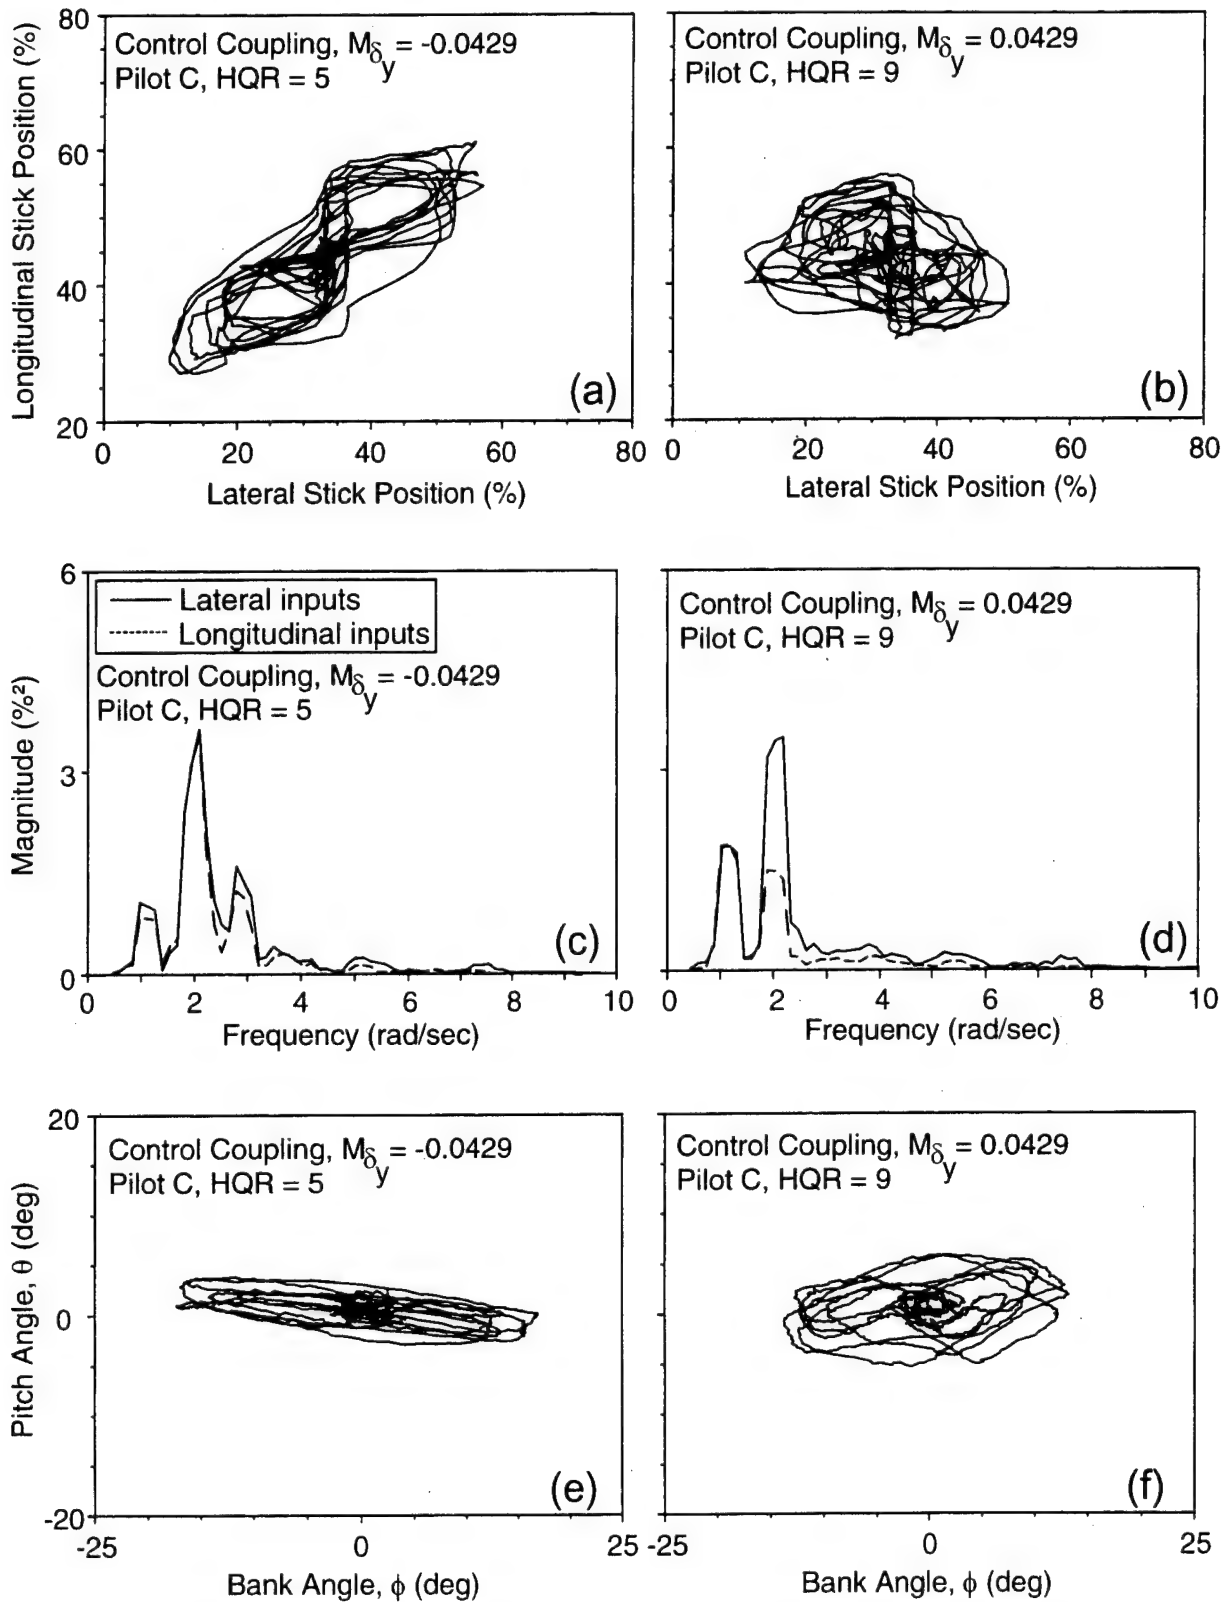 Control Coupling, Mδy = -0.0429
Pilot C, HQR = 5
(a)
Longitudinal Stick Position (%)
80
60
40
20
0
20
40
60
80
Lateral Stick Position (%)
Control Coupling, Mδy = 0.0429
Pilot C, HQR = 9
(b)
0
20
40
60
80
Lateral Stick Position (%)
Lateral inputs
Longitudinal inputs
Control Coupling, Mδy = -0.0429
Pilot C, HQR = 5
(c)
Magnitude (%²)
6
3
0
0
2
4
6
8
10
Frequency (rad/sec)
Control Coupling, Mδy = 0.0429
Pilot C, HQR = 9
(d)
0
2
4
6
8
10
Frequency (rad/sec)
Control Coupling, Mδy = -0.0429
Pilot C, HQR = 5
(e)
Pitch Angle, θ (deg)
20
0
-20
-25
0
25
Bank Angle, ϕ (deg)
Control Coupling, Mδy = 0.0429
Pilot C, HQR = 9
(f)
-25
0
25
Bank Angle, ϕ (deg)